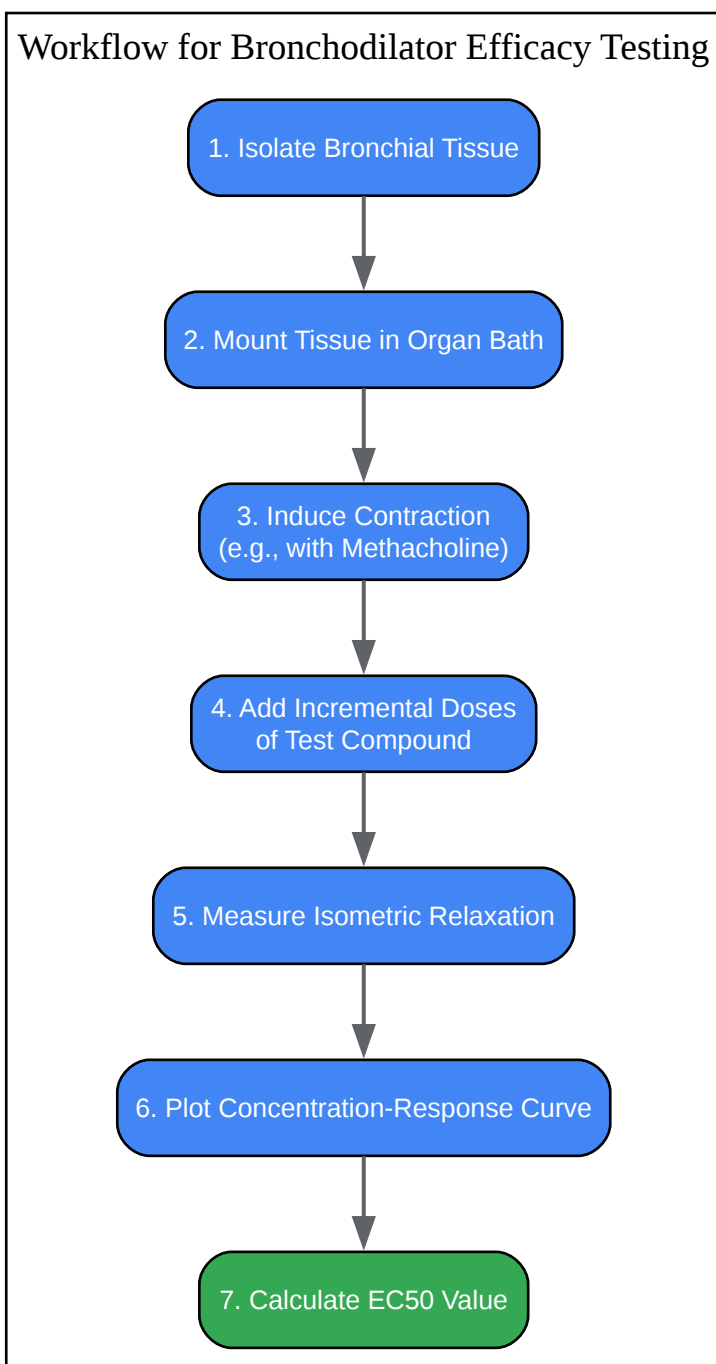 Workflow for Bronchodilator Efficacy Testing
1. Isolate Bronchial Tissue
2. Mount Tissue in Organ Bath
3. Induce Contraction
(e.g., with Methacholine)
4. Add Incremental Doses
of Test Compound
5. Measure Isometric Relaxation
6. Plot Concentration-Response Curve
7. Calculate EC50 Value